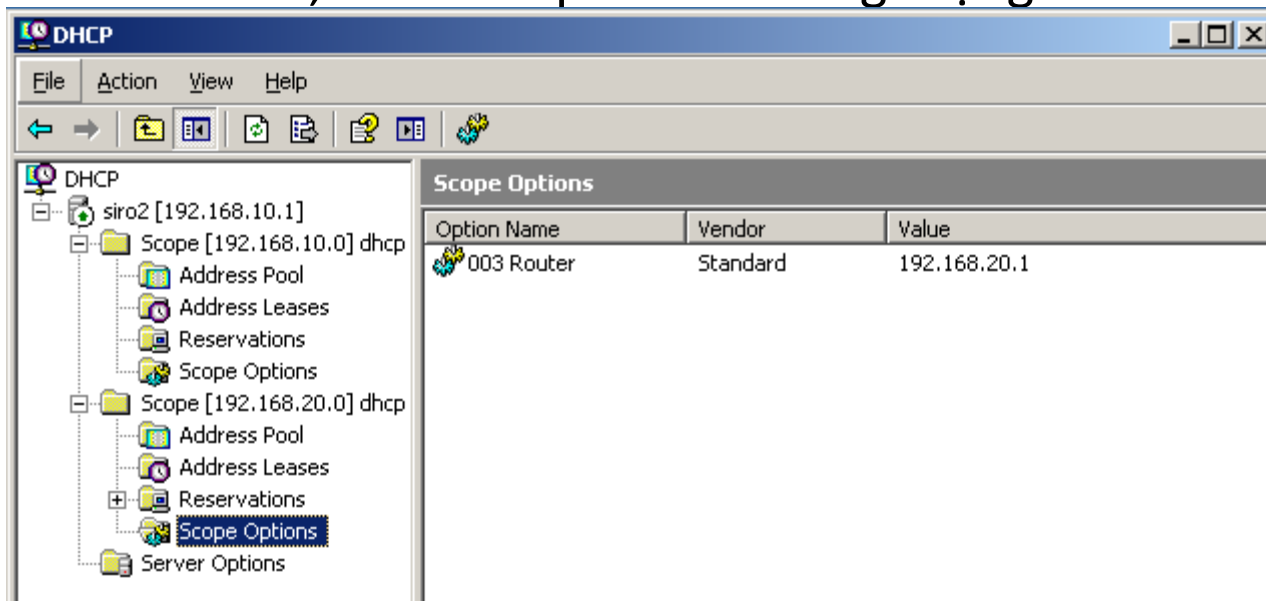 DHCP
File Action View Help
DHCP
siro2 [192.168.10.1]
Scope [192.168.10.0] dhcp
Address Pool
Address Leases
Reservations
Scope Options
Scope [192.168.20.0] dhcp
Address Pool
Address Leases
Reservations
Scope Options
Server Options
Scope Options
Option Name Vendor Value
003 Router Standard 192.168.20.1